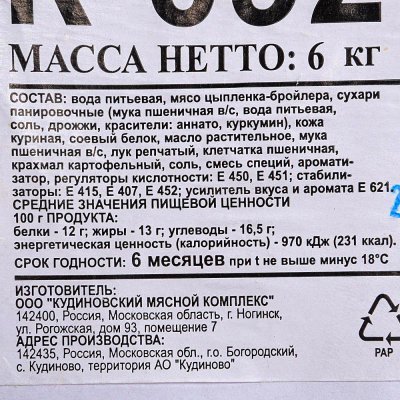 МАССА НЕТТО: 6 кг
СОСТАВ: вода питьевая, мясо цыпленка-бройлера, сухари
панировочные (мука пшеничная в/с, вода питьевая,
соль, дрожжи, красители: аннато, куркумин), кожа
куриная, соевый белок, масло растительное, мука
пшеничная в/с, лук репчатый, клетчатка пшеничная,
крахмал картофельный, соль, смесь специй, аромати-
затор, регуляторы кислотности: Е 450, Е 451; стабили-
заторы: Е 415, Е 407, Е 452; усилитель вкуса и аромата Е 621.
СРЕДНИЕ ЗНАЧЕНИЯ ПИЩЕВОЙ ЦЕННОСТИ
100 г ПРОДУКТА:
белки - 12 г; жиры - 13 г; углеводы - 16,5 г;
энергетическая ценность (калорийность) - 970 кДж (231 ккал).
СРОК ГОДНОСТИ: 6 месяцев при t не выше минус 18°С
ИЗГОТОВИТЕЛЬ:
ООО "КУДИНОВСКИЙ МЯСНОЙ КОМПЛЕКС"
142400, Россия, Московская область, г. Ногинск,
ул. Рогожская, дом 93, помещение 7
АДРЕС ПРОИЗВОДСТВА:
142435, Россия, Московская обл., г.о. Богородский,
с. Кудиново, территория АО "Кудиново"
PAP